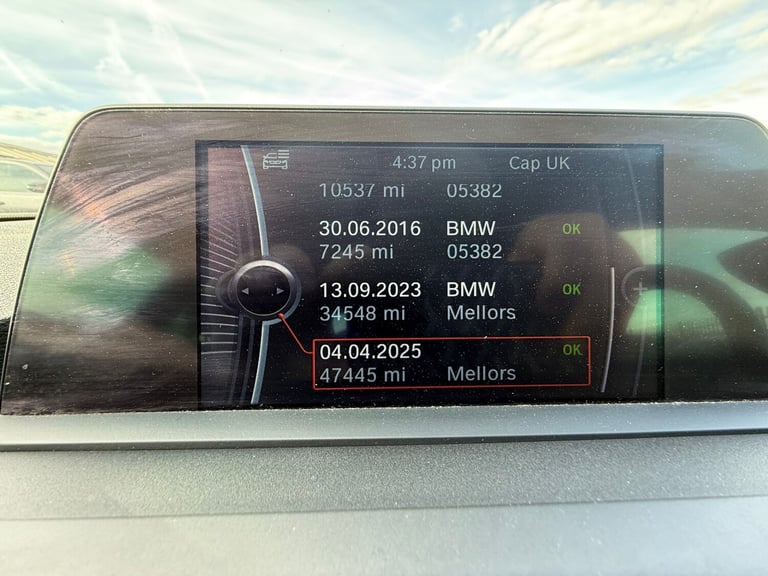 4:37 pm Cap UK
10537 mi 05382
30.06.2016 BMW OK
7245 mi 05382
13.09.2023 BMW OK
34548 mi Mellors
04.04.2025 OK
47445 mi Mellors